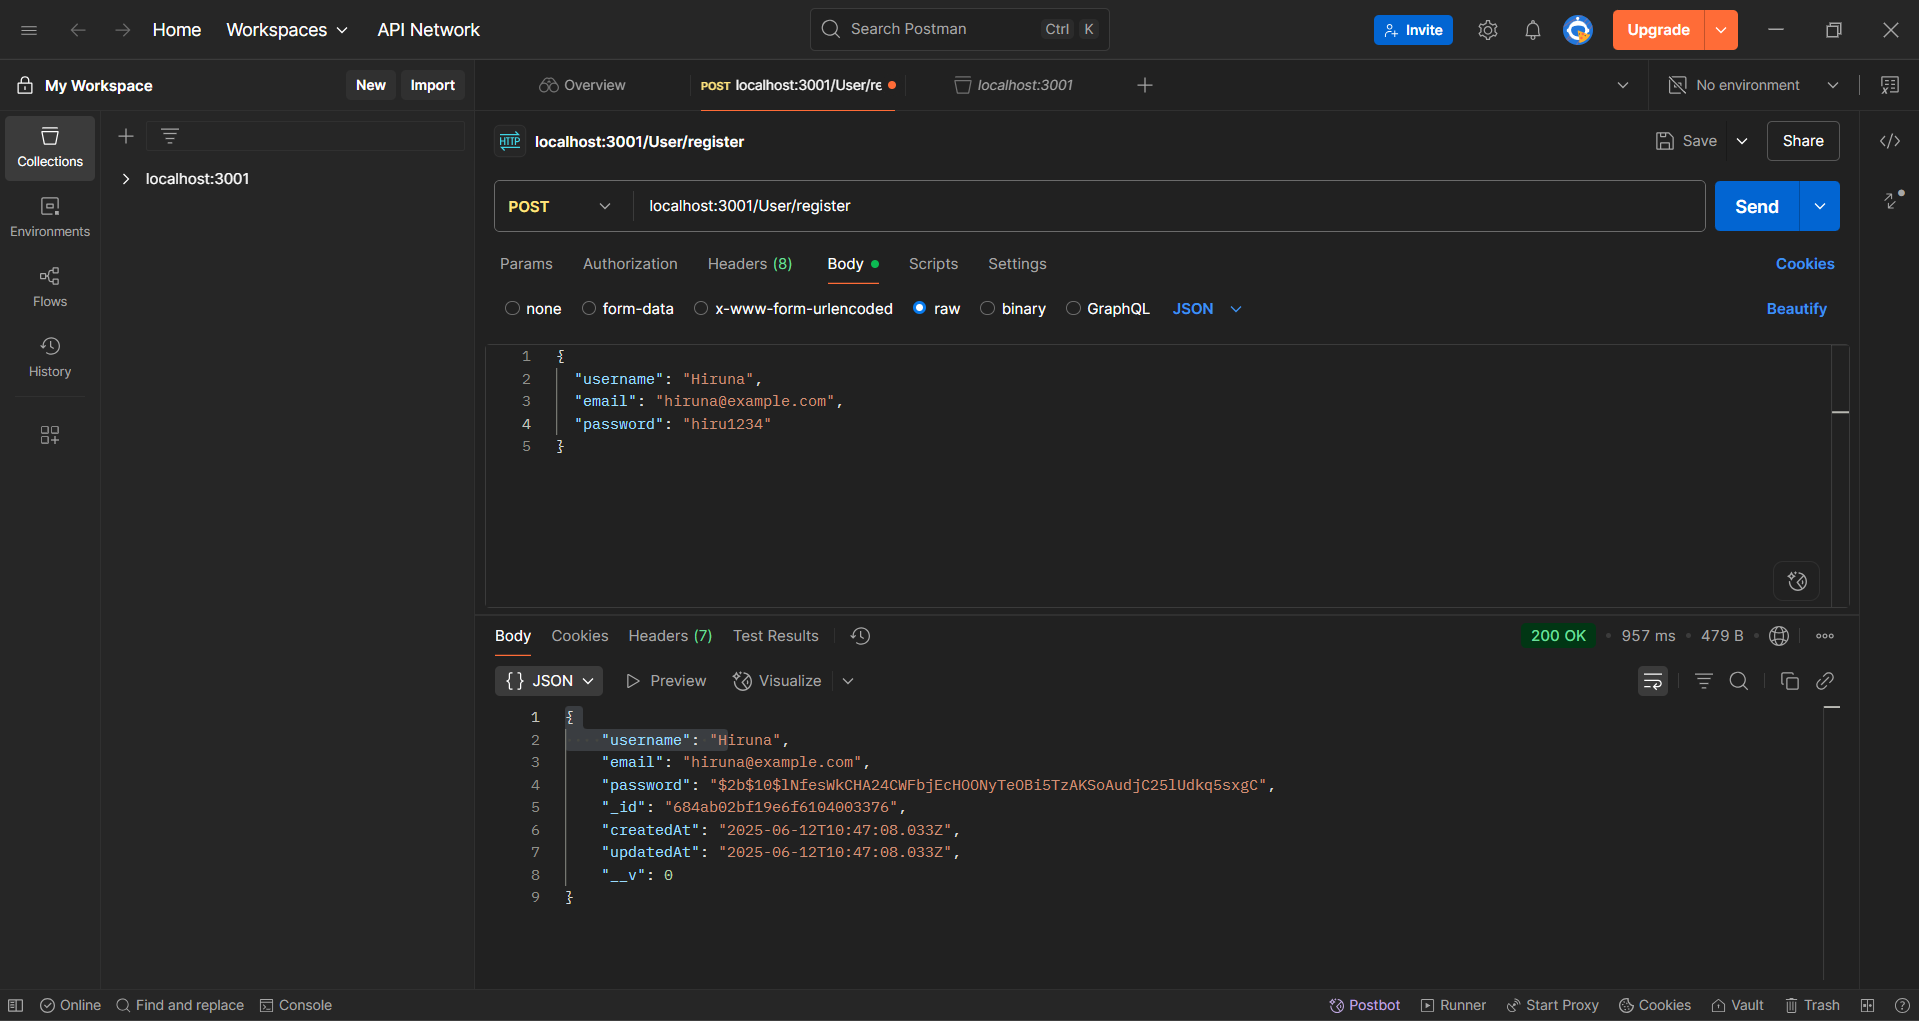 Home Workspaces API Network Search Postman Ctrl K Invite Upgrade
My Workspace New Import Overview POST localhost:3001/User/re localhost:3001 No environment
Collections
Environments
Flows
History
localhost:3001
HTTP localhost:3001/User/register Save Share
POST localhost:3001/User/register Send
Params Authorization Headers (8) Body Scripts Settings Cookies
none form-data x-www-form-urlencoded raw binary GraphQL JSON Beautify
1 {
2 "username": "Hiruna",
3 "email": "hiruna@example.com",
4 "password": "hiru1234"
5 }
Body Cookies Headers (7) Test Results 200 OK • 957 ms • 479 B •
{} JSON Preview Visualize
1 {
2 "username": "Hiruna",
3 "email": "hiruna@example.com",
4 "password": "$2b$10$lNfesWkCHA24CWFbjEcHOONyTeOBi5TzAKSoAudjC25lUdkq5sxgC",
5 "_id": "684ab02bf19e6f6104003376",
6 "createdAt": "2025-06-12T10:47:08.033Z",
7 "updatedAt": "2025-06-12T10:47:08.033Z",
8 "__v": 0
9 }
Online Find and replace Console Postbot Runner Start Proxy Cookies Vault Trash